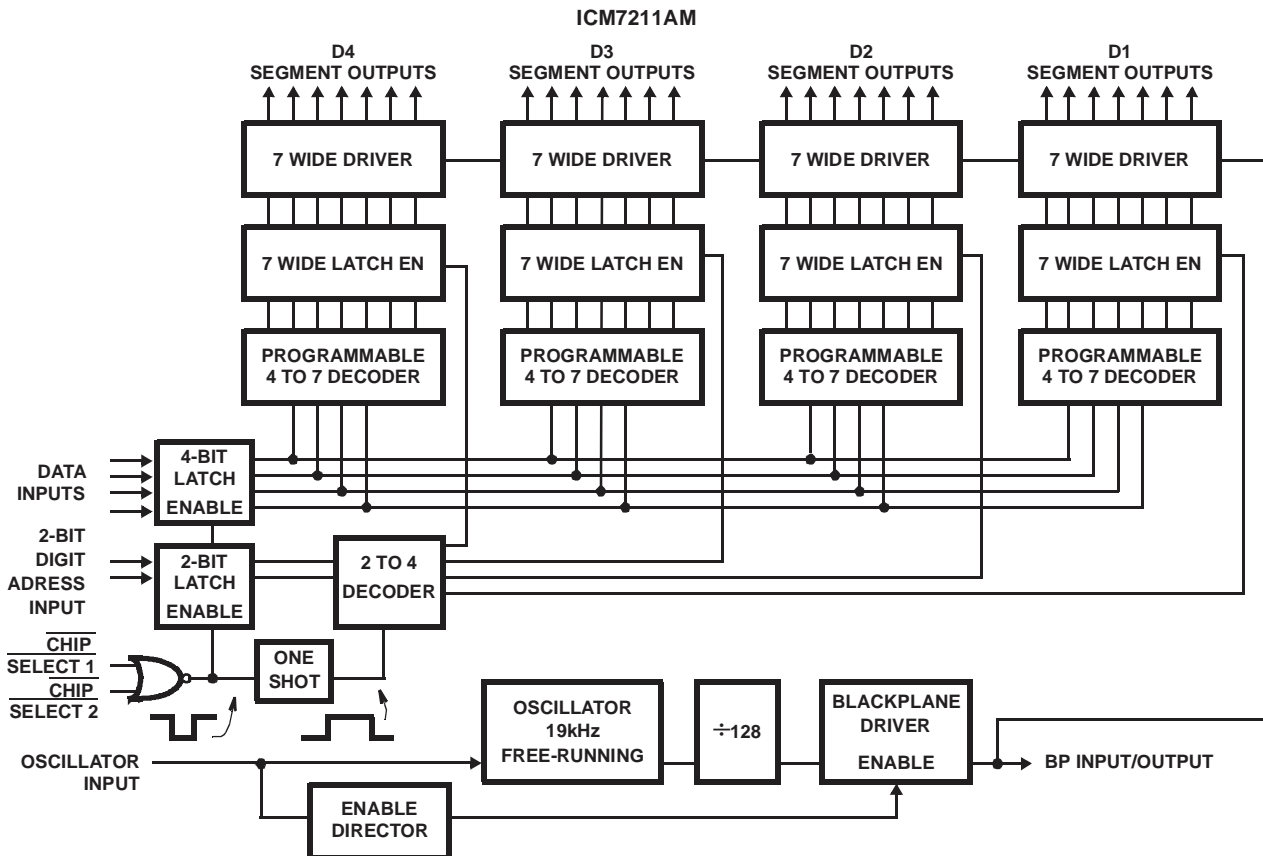 ICM7211AM
D4
SEGMENT OUTPUTS
D3
SEGMENT OUTPUTS
D2
SEGMENT OUTPUTS
D1
SEGMENT OUTPUTS
7 WIDE DRIVER
7 WIDE DRIVER
7 WIDE DRIVER
7 WIDE DRIVER
7 WIDE LATCH EN
7 WIDE LATCH EN
7 WIDE LATCH EN
7 WIDE LATCH EN
PROGRAMMABLE
4 TO 7 DECODER
PROGRAMMABLE
4 TO 7 DECODER
PROGRAMMABLE
4 TO 7 DECODER
PROGRAMMABLE
4 TO 7 DECODER
DATA
INPUTS
4-BIT
LATCH
ENABLE
2-BIT
DIGIT
ADRESS
INPUT
2-BIT
LATCH
ENABLE
2 TO 4
DECODER
CHIP
SELECT 1
CHIP
SELECT 2
ONE
SHOT
OSCILLATOR
19kHz
FREE-RUNNING
÷128
BLACKPLANE
DRIVER
ENABLE
OSCILLATOR
INPUT
BP INPUT/OUTPUT
ENABLE
DIRECTOR